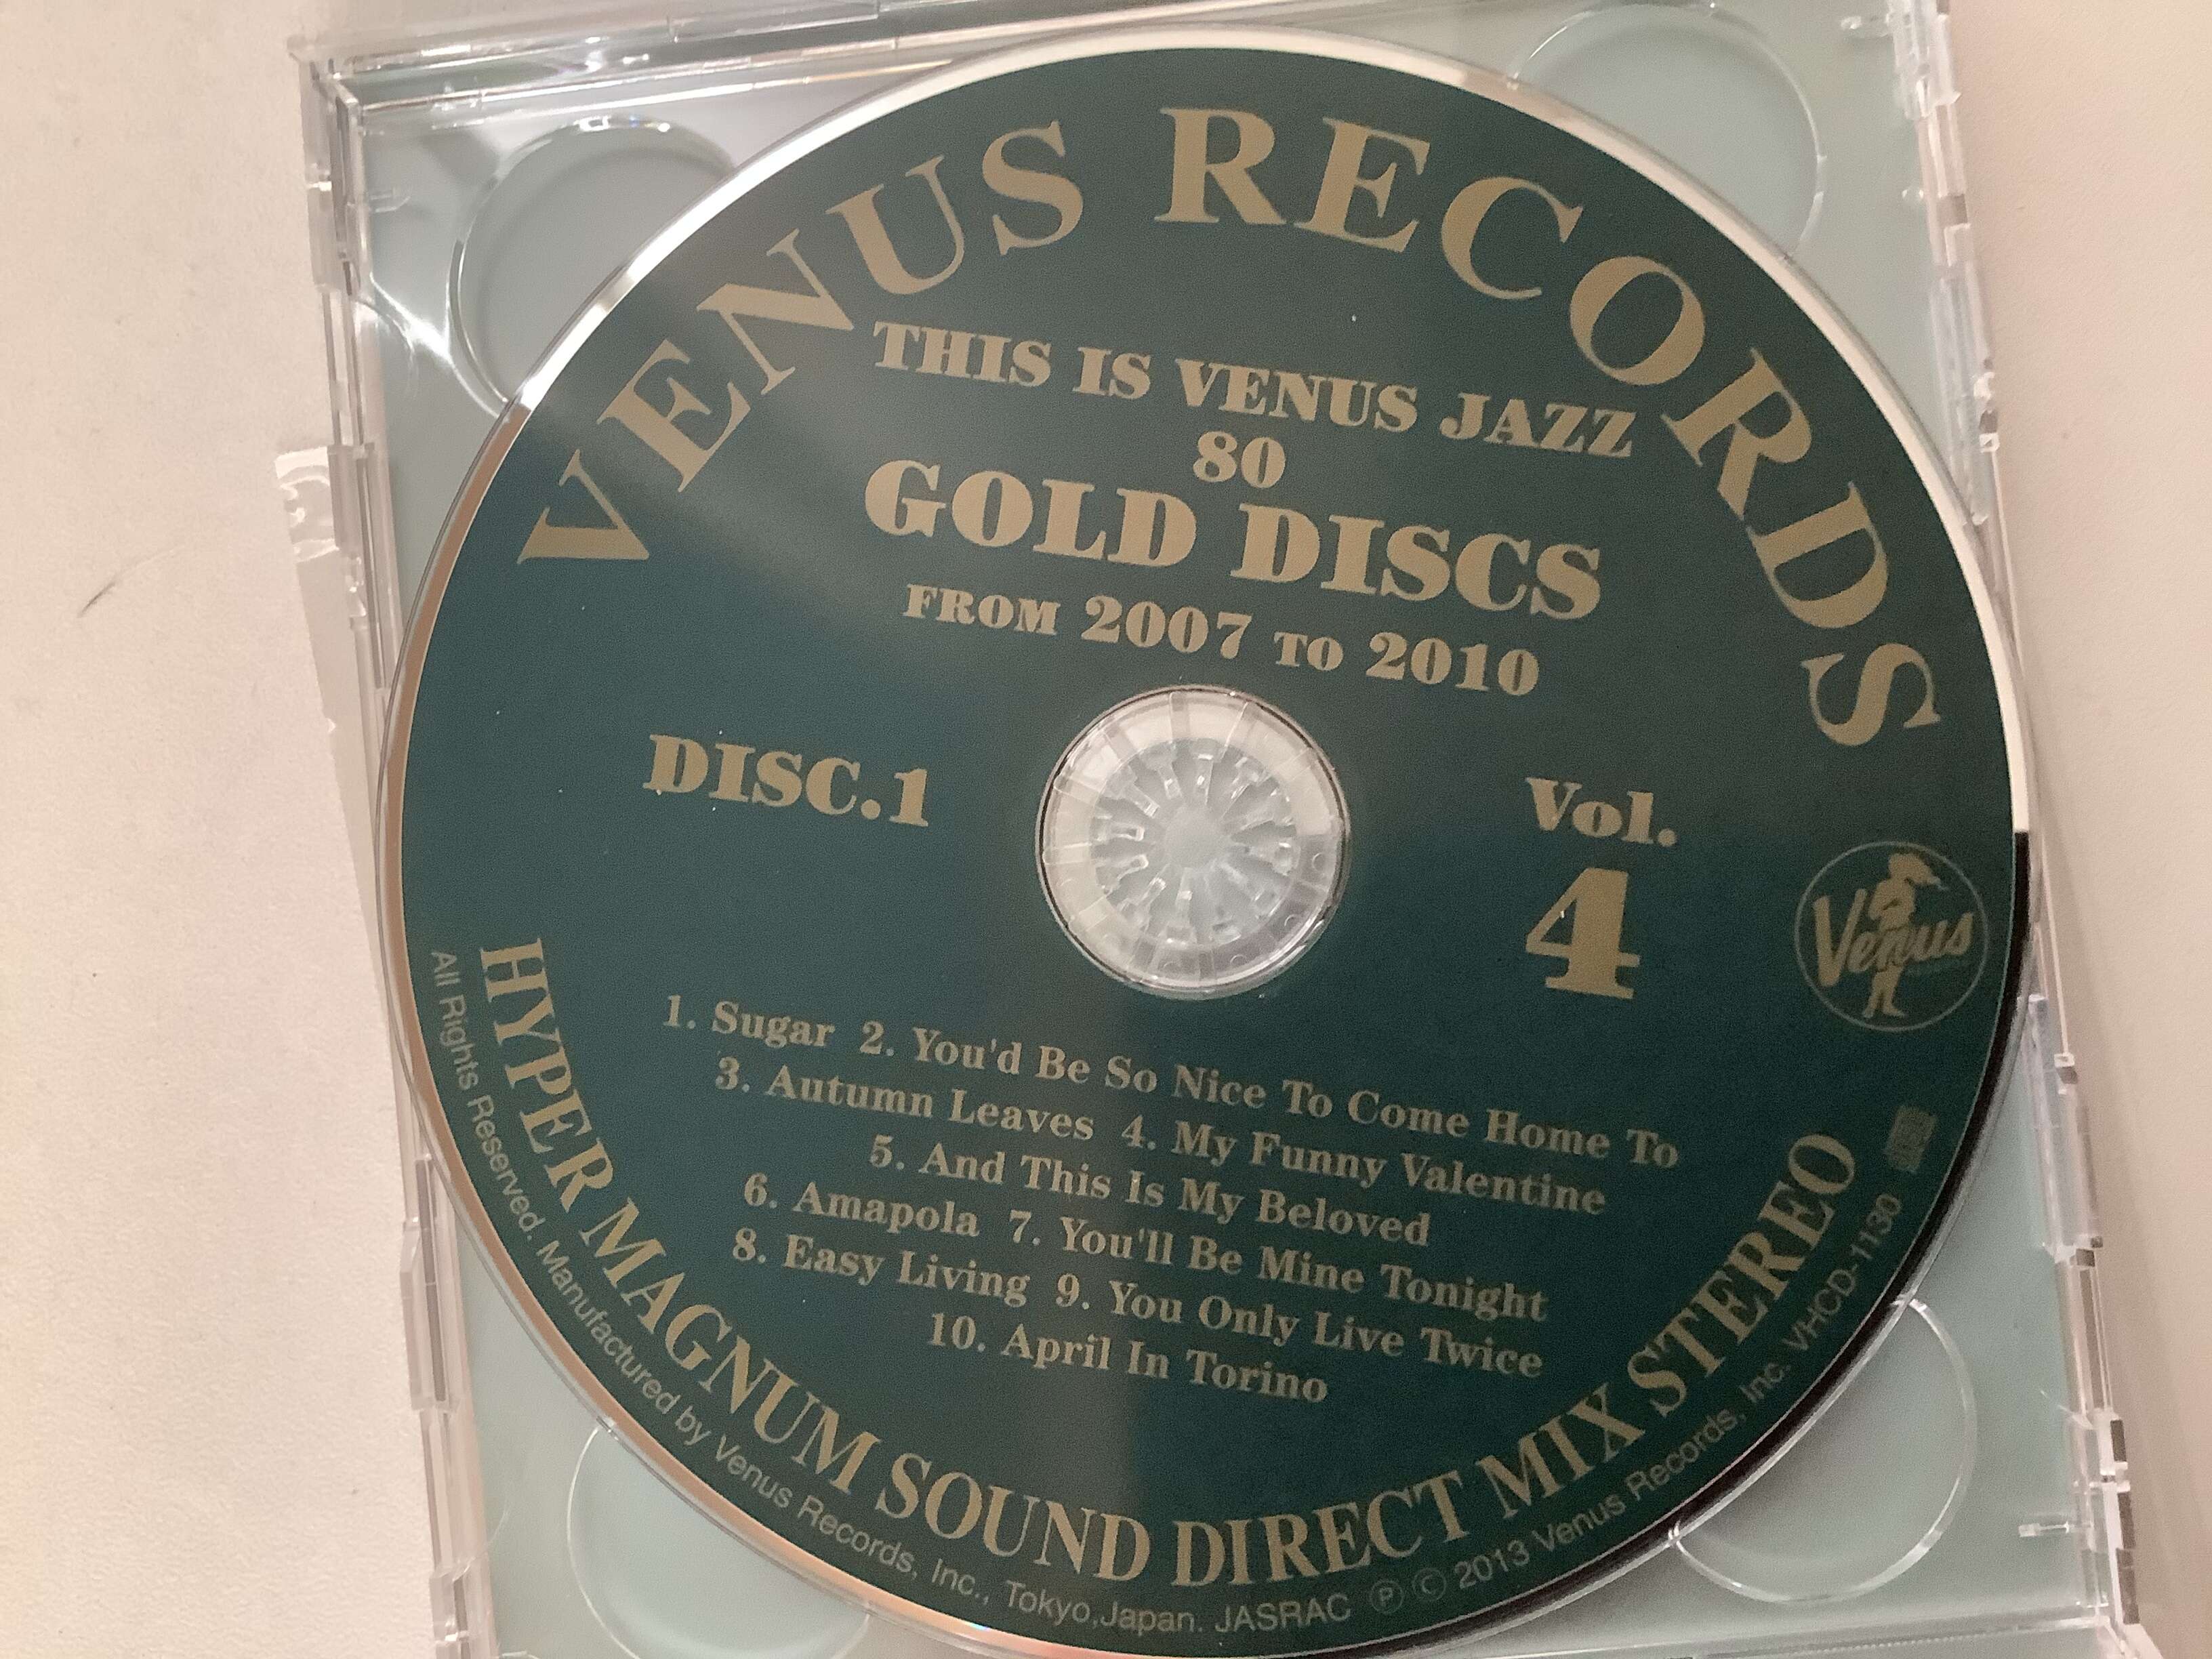 VENUS RECORDS
THIS IS VENUS JAZZ
80
GOLD DISCS
FROM 2007 TO 2010
DISC.1
Vol.
4
Venus
1. Sugar 2. You'd Be So Nice To Come Home To
3. Autumn Leaves 4. My Funny Valentine
5. And This Is My Beloved
6. Amapola 7. You'll Be Mine Tonight
8. Easy Living 9. You Only Live Twice
10. April In Torino
HYPER MAGNUM SOUND DIRECT MIX STEREO
All Rights Reserved. Manufactured by Venus Records, Inc., Tokyo,Japan. JASRAC ℗ © 2013 Venus Records, Inc. VHCD-1130